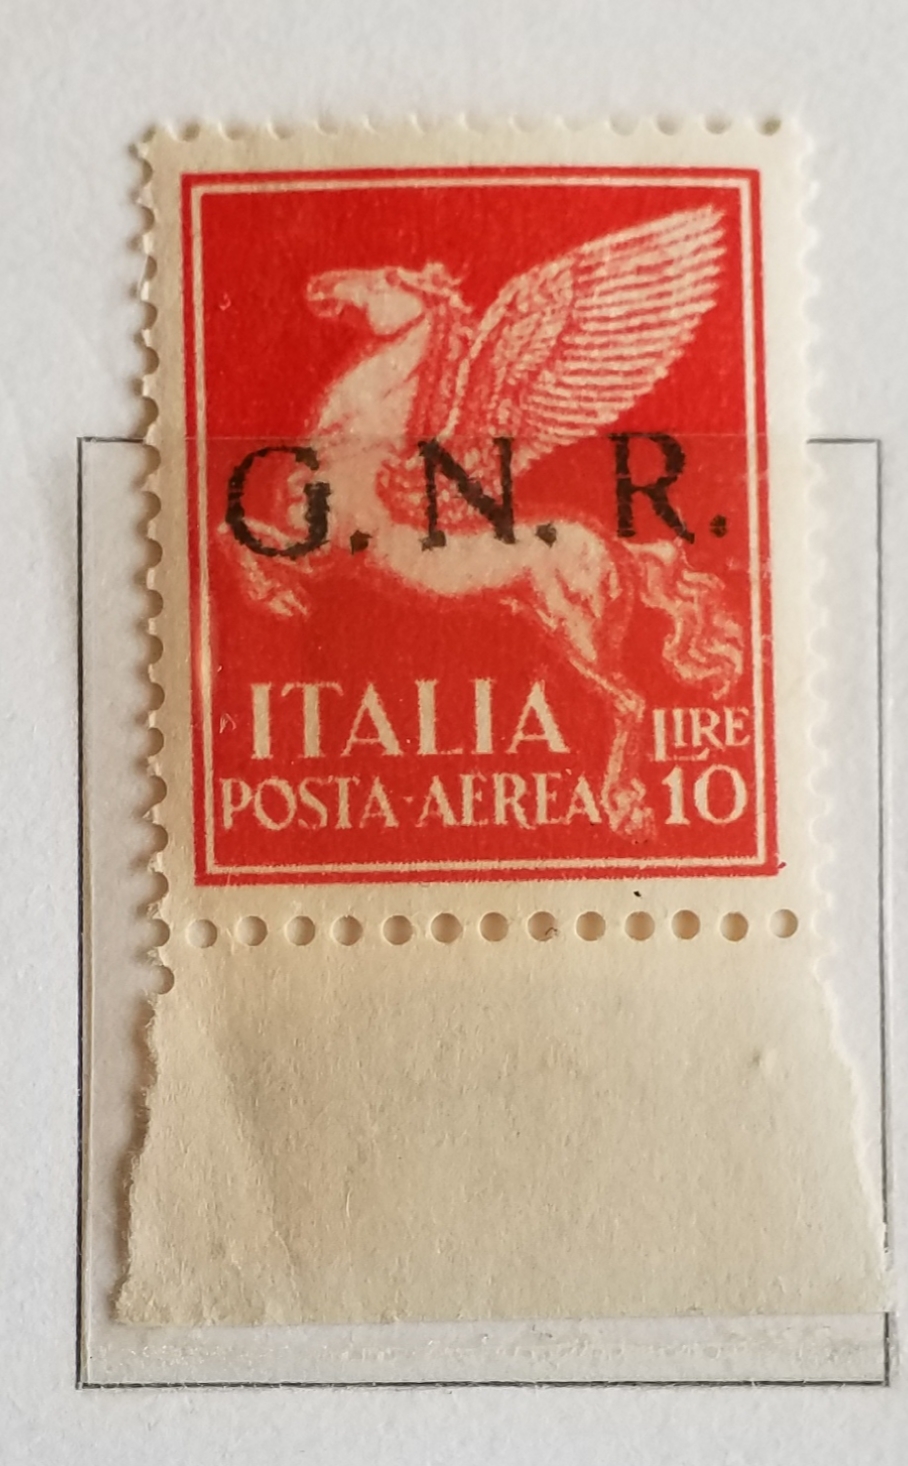 G. N. R.
ITALIA
LIRE
POSTA-AEREA
10